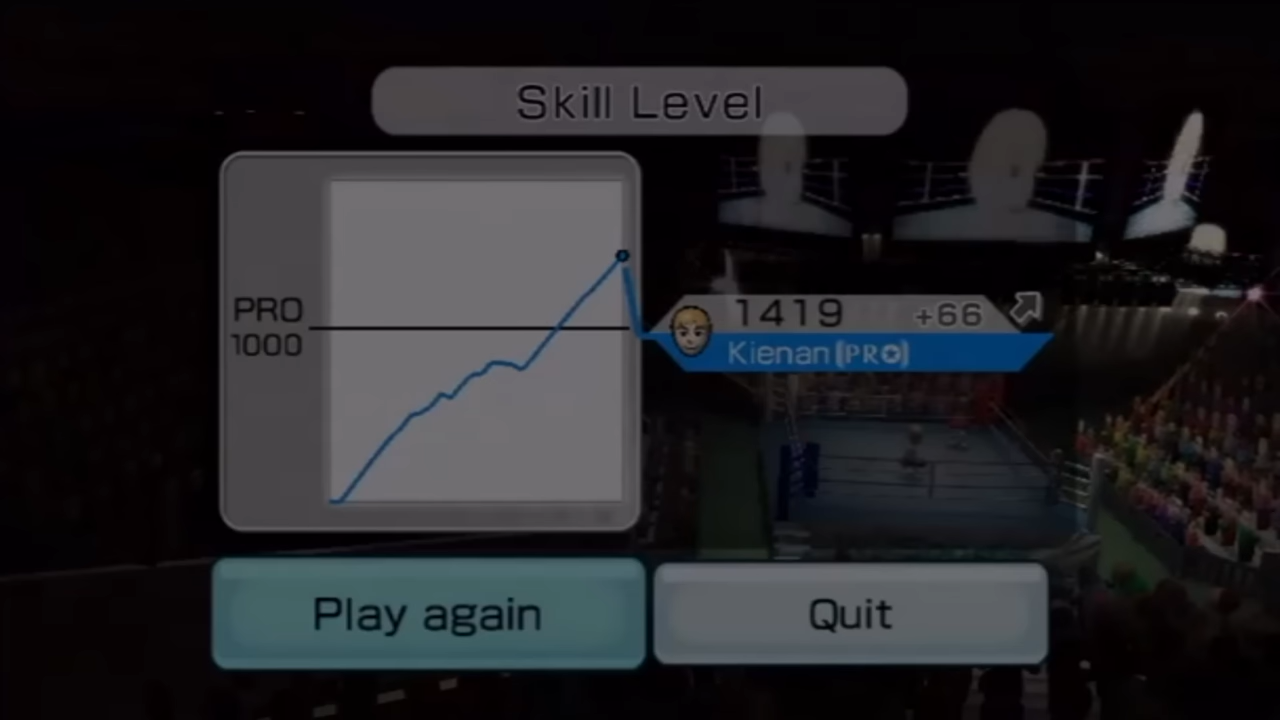 Skill Level
PRO
1000
1419 +66
Kienan(PRO)
Play again
Quit